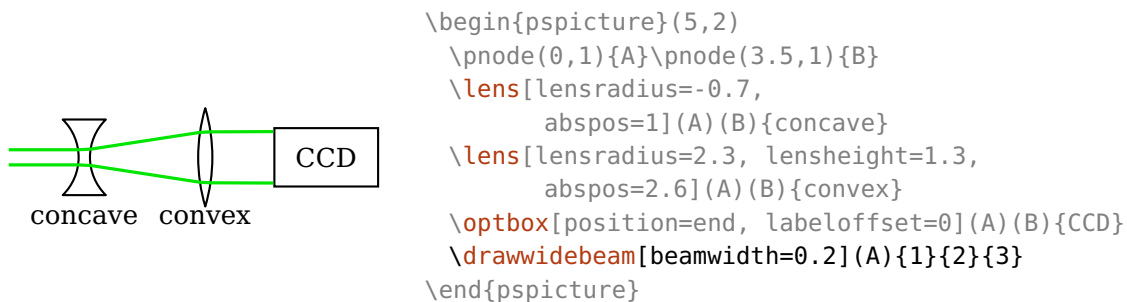 concave convex
CCD
\begin{pspicture}(5,2)
\pnode(0,1){A}\pnode(3.5,1){B}
\lens[lensradius=-0.7,
abspos=1](A)(B){concave}
\lens[lensradius=2.3, lensheight=1.3,
abspos=2.6](A)(B){convex}
\optbox[position=end, labeloffset=0](A)(B){CCD}
\drawwidebeam[beamwidth=0.2](A){1}{2}{3}
\end{pspicture}